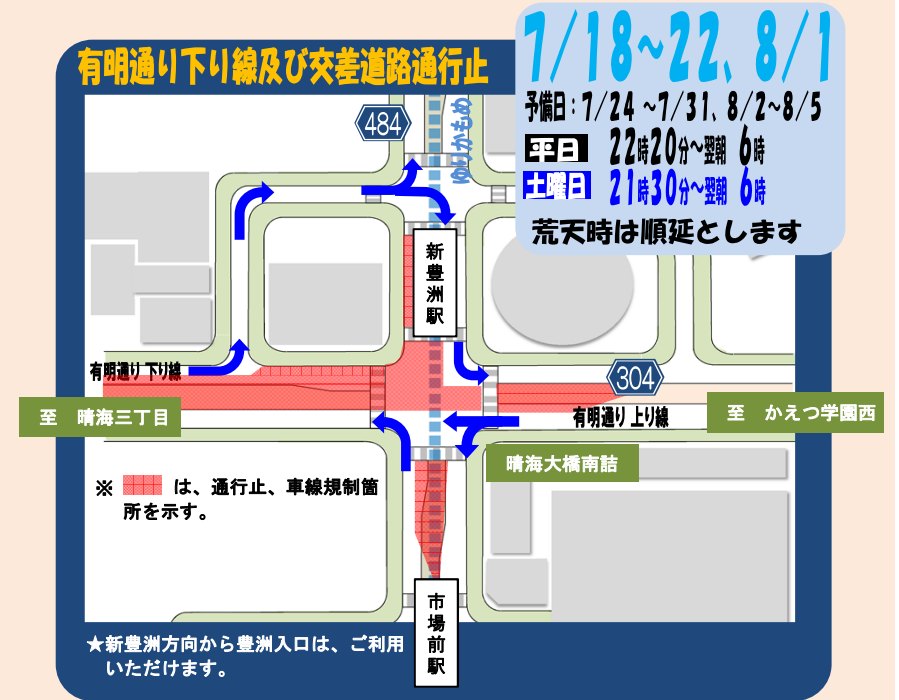 有明通り下り線及び交差道路通行止
7/18～22、8/1
予備日：7/24 ～7/31、8/2～8/5
平日 22時20分～翌朝 6時
土曜日 21時30分～翌朝 6時
荒天時は順延とします
484
ゆりかもめ
新豊洲駅
有明通り 下り線
304
至 晴海三丁目
有明通り 上り線
至 かえつ学園西
晴海大橋南詰
※ は、通行止、車線規制箇
所を示す。
市場前駅
★新豊洲方向から豊洲入口は、ご利用
いただけます。